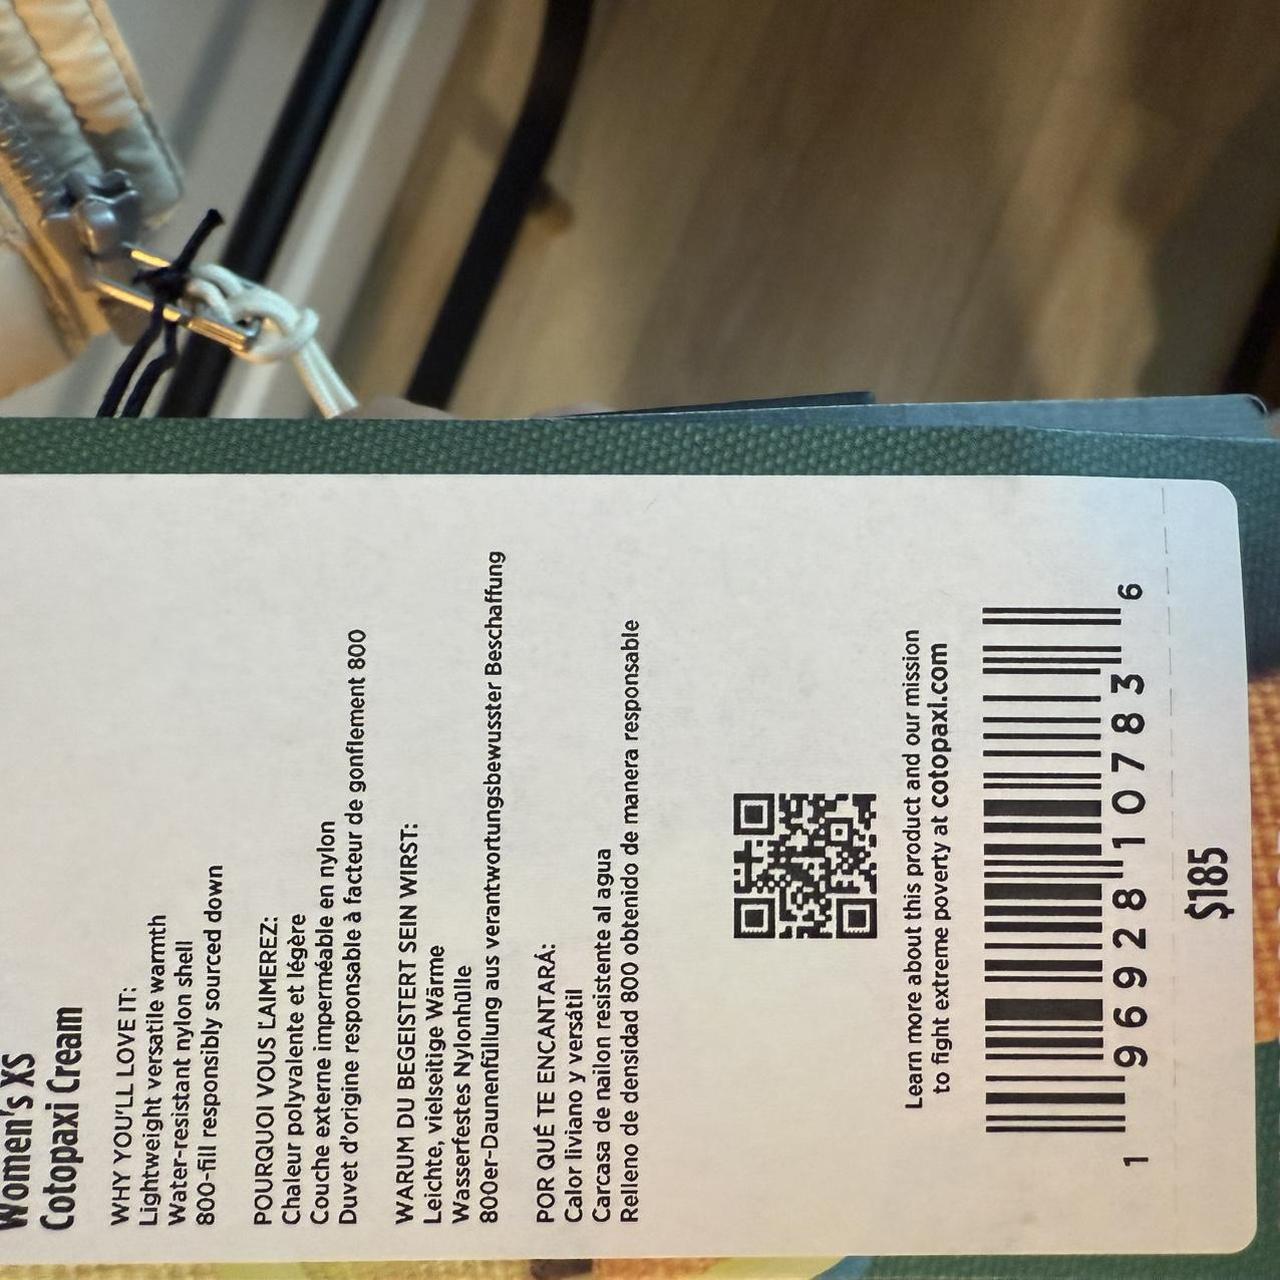 Women's XS
Cotopaxi Cream
WHY YOU'LL LOVE IT:
Lightweight versatile warmth
Water-resistant nylon shell
800-fill responsibly sourced down
POURQUOI VOUS L'AIMEREZ:
Chaleur polyvalente et légère
Couche externe imperméable en nylon
Duvet d'origine responsable à facteur de gonflement 800
WARUM DU BEGEISTERT SEIN WIRST:
Leichte, vielseitige Wärme
Wasserfestes Nylonhülle
800er-Daunenfüllung aus verantwortungsbewusster Beschaffung
POR QUÉ TE ENCANTARÁ:
Calor liviano y versátil
Carcasa de nailon resistente al agua
Relleno de densidad 800 obtenido de manera responsable
Learn more about this product and our mission
to fight extreme poverty at cotopaxi.com
1 96928 10783 6
$185